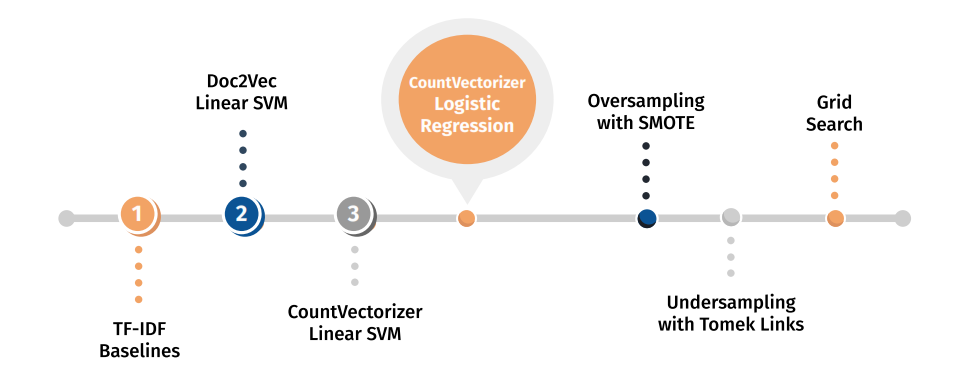 Doc2Vec
Linear SVM
CountVectorizer
Logistic
Regression
Oversampling
with SMOTE
Grid
Search
1
2
3
TF-IDF
Baselines
CountVectorizer
Linear SVM
Undersampling
with Tomek Links